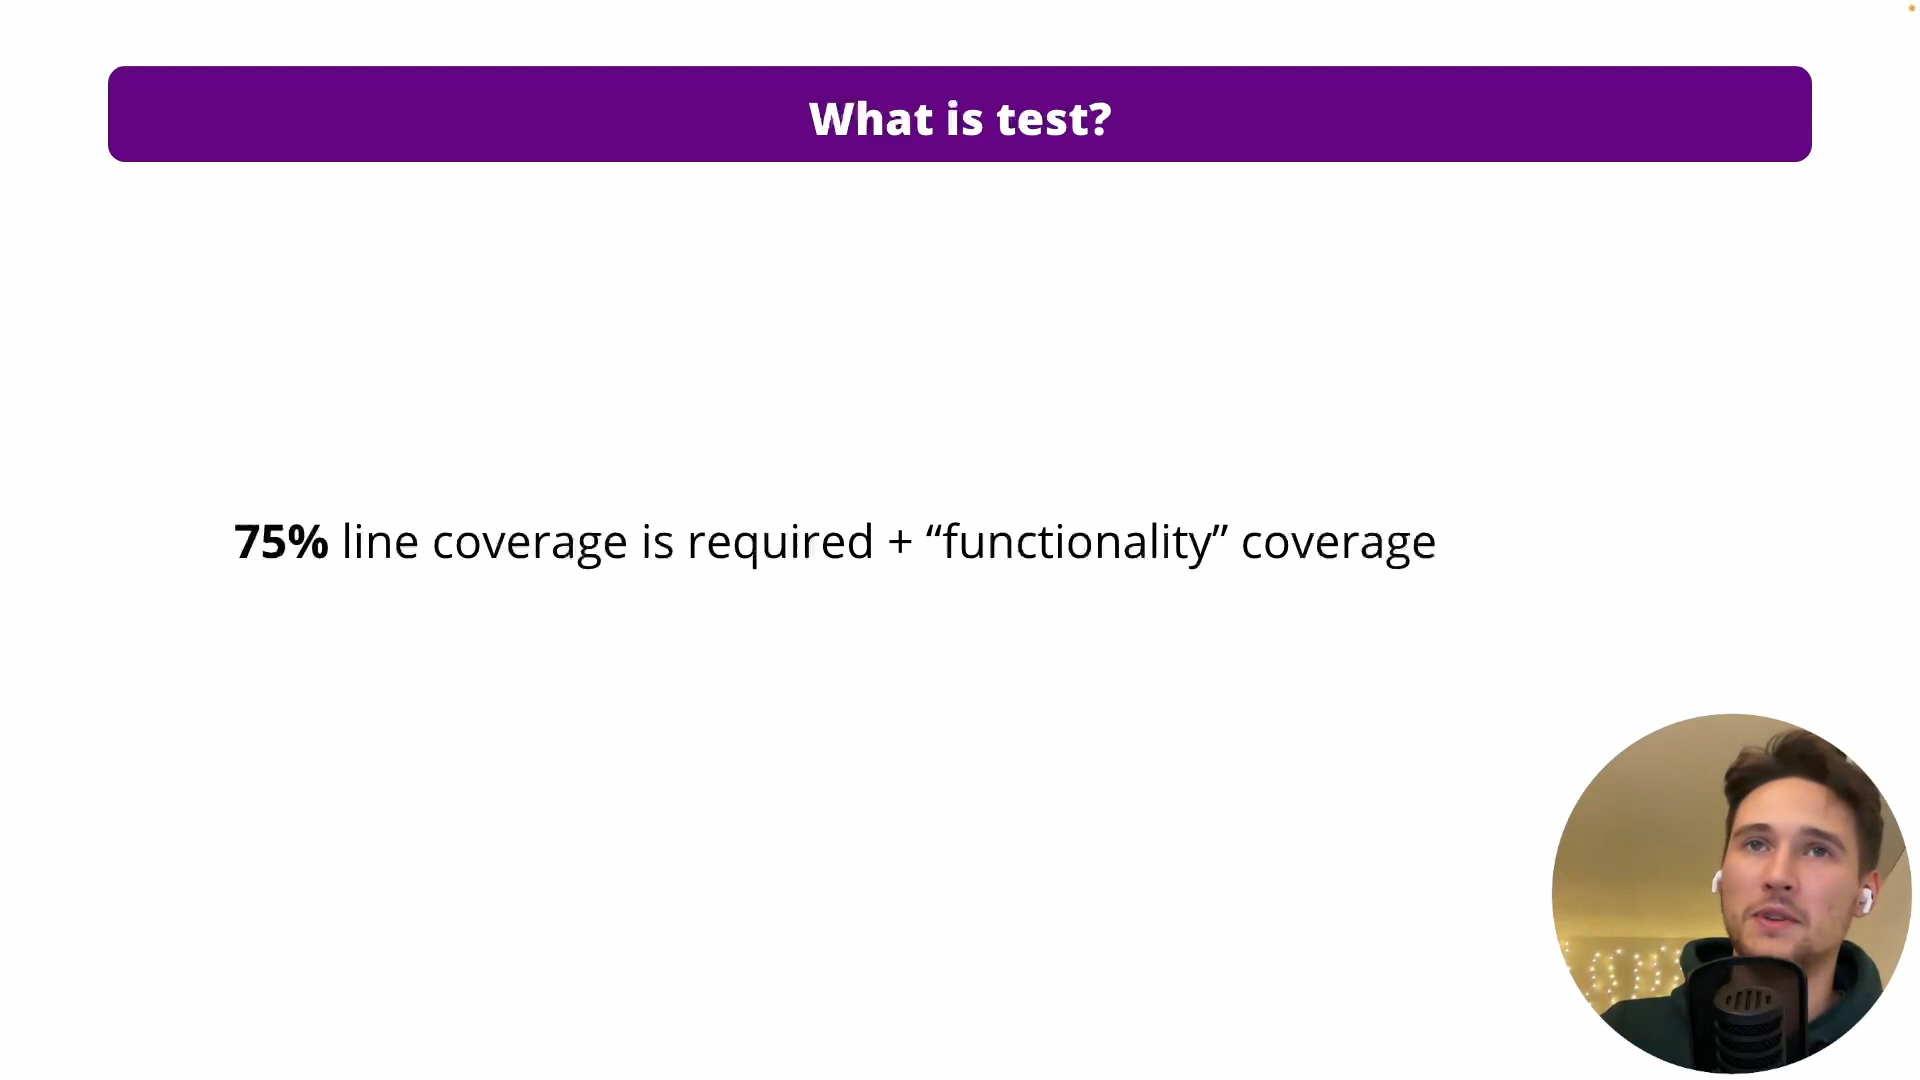 What is test?
75% line coverage is required + “functionality” coverage